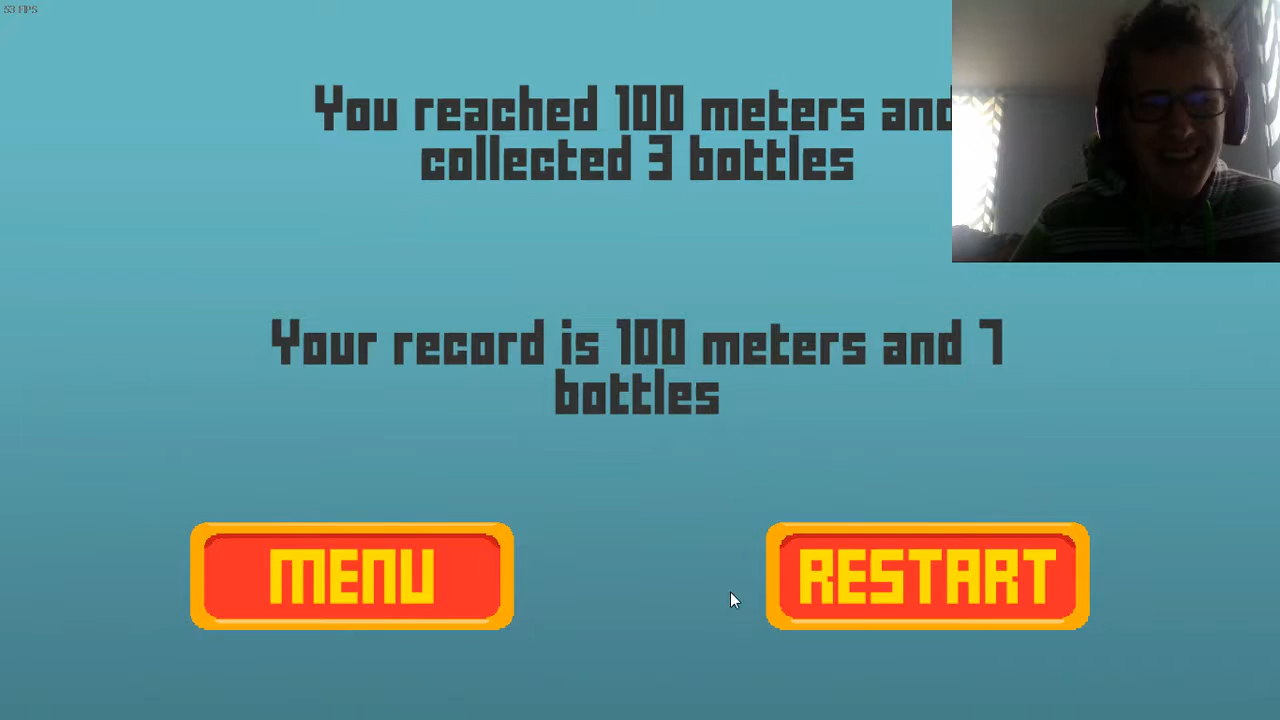 53 FPS
You reached 100 meters and
collected 3 bottles
Your record is 100 meters and 7
bottles
MENU
RESTART